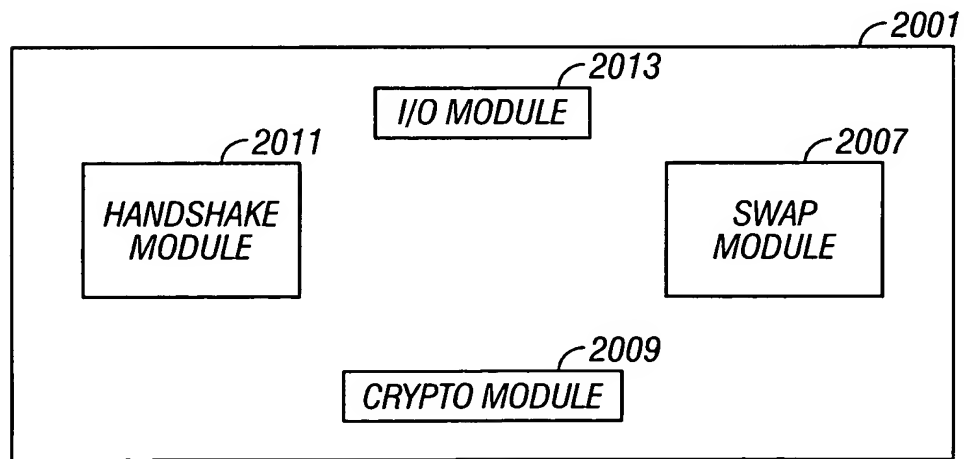 2001
2013
I/O MODULE
2011
HANDSHAKE
MODULE
2007
SWAP
MODULE
2009
CRYPTO MODULE